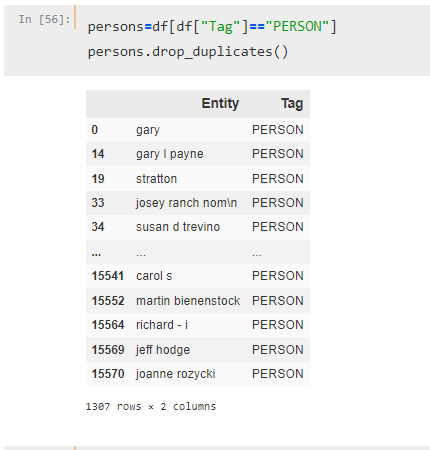 In [56]:
persons=df[df["Tag"]=="PERSON"]
persons.drop_duplicates()
Entity Tag
0 gary PERSON
14 gary l payne PERSON
19 stratton PERSON
33 josey ranch nom\n PERSON
34 susan d trevino PERSON
... ... ...
15541 carol s PERSON
15552 martin bienenstock PERSON
15564 richard - i PERSON
15569 jeff hodge PERSON
15570 joanne rozycki PERSON
1307 rows × 2 columns